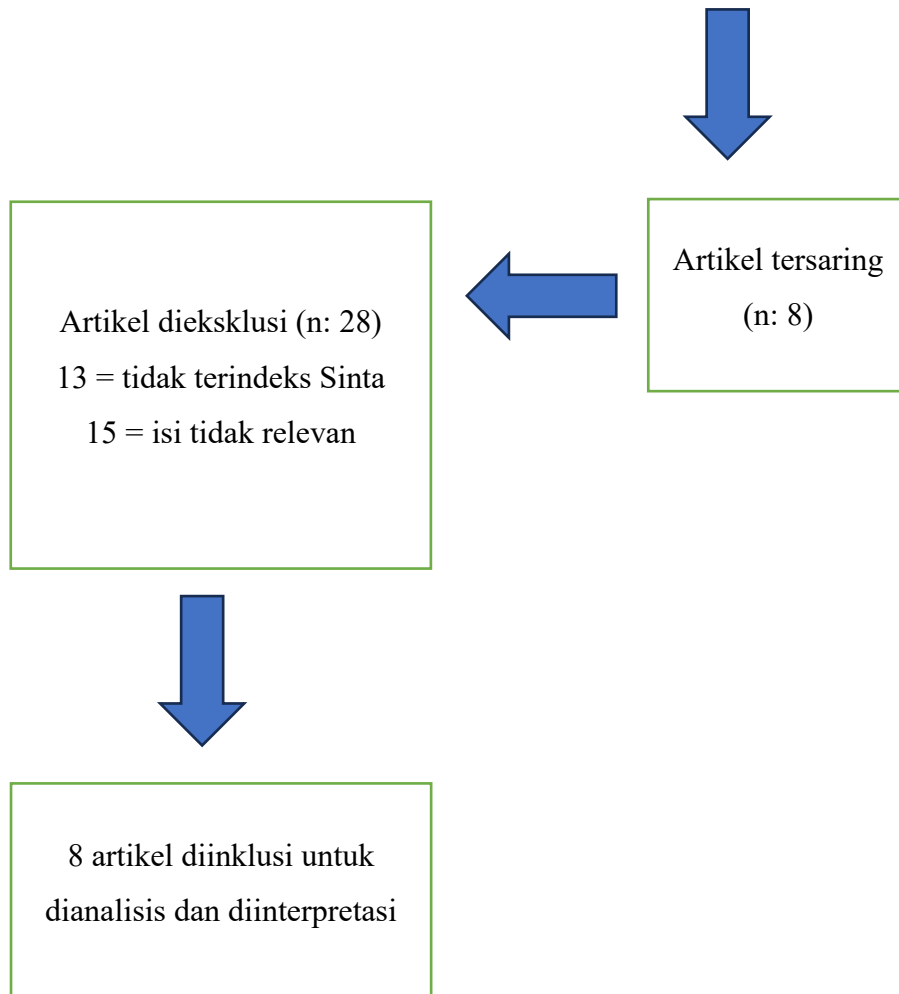 Artikel tersaring
(n: 8)
Artikel dieksklusi (n: 28)
13 = tidak terindeks Sinta
15 = isi tidak relevan
8 artikel diinklusi untuk
dianalisis dan diinterpretasi